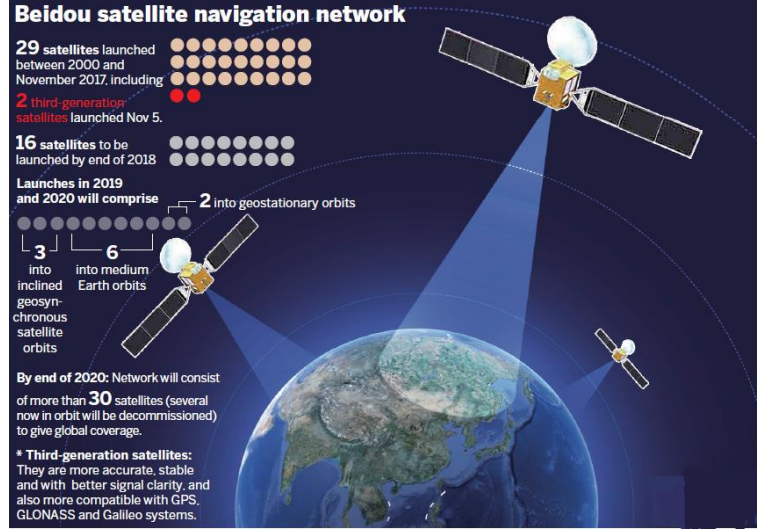 Beidou satellite navigation network
29 satellites launched
between 2000 and
November 2017, including
2 third-generation
satellites launched Nov 5.
16 satellites to be
launched by end of 2018
Launches in 2019
and 2020 will comprise
2 into geostationary orbits
3
into
inclined
geosyn-
chronous
satellite
orbits
6
into medium
Earth orbits
By end of 2020: Network will consist
of more than 30 satellites (several
now in orbit will be decommissioned)
to give global coverage.
* Third-generation satellites:
They are more accurate, stable
and with better signal clarity, and
also more compatible with GPS,
GLONASS and Galileo systems.